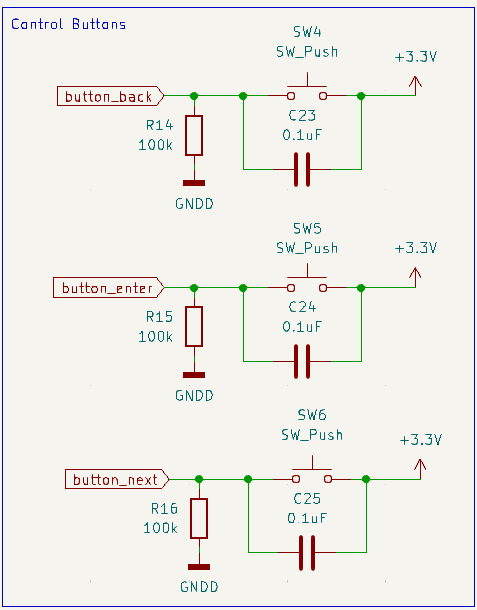 Control Buttons
SW4
SW_Push
+3.3V
button_back
C23
0.1uF
R14
100k
GNDD
SW5
SW_Push
+3.3V
button_enter
C24
0.1uF
R15
100k
GNDD
SW6
SW_Push
+3.3V
button_next
C25
0.1uF
R16
100k
GNDD